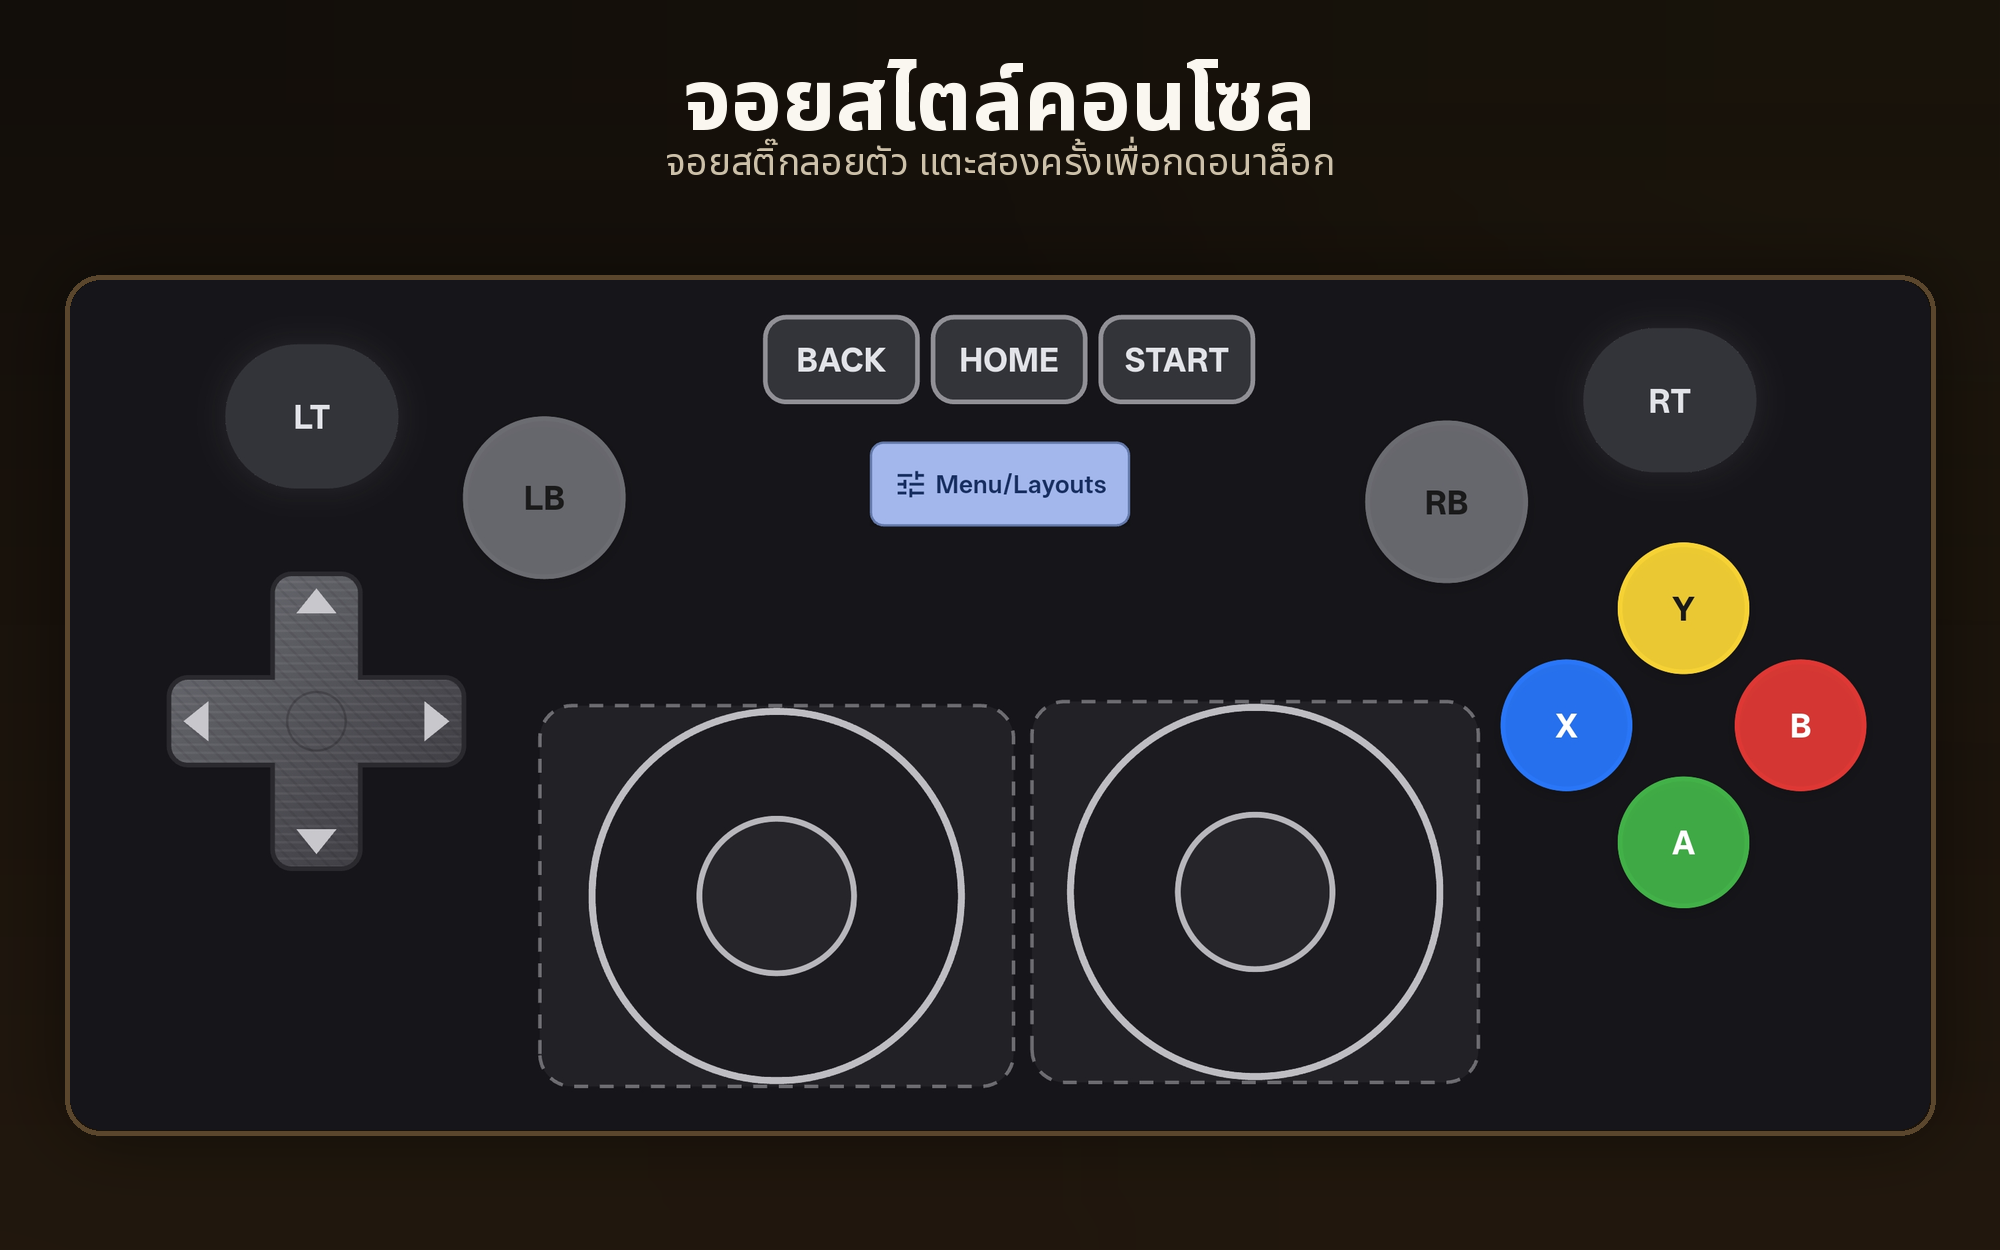 จอยสไตล์คอนโซล
จอยสติ๊กลอยตัว แตะสองครั้งเพื่อกดอนาล็อก
BACK HOME START
LT
RT
LB
Menu/Layouts
RB
Y
X
B
A